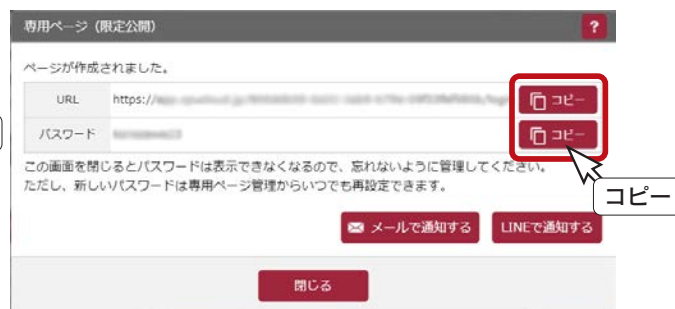 専用ページ（限定公開） ?
ページが作成されました。
URL https:// コピー
パスワード コピー
この画面を閉じるとパスワードは表示できなくなるので、忘れないように管理してください。
ただし、新しいパスワードは専用ページ管理からいつでも再設定できます。
コピー
メールで通知する LINEで通知する
閉じる